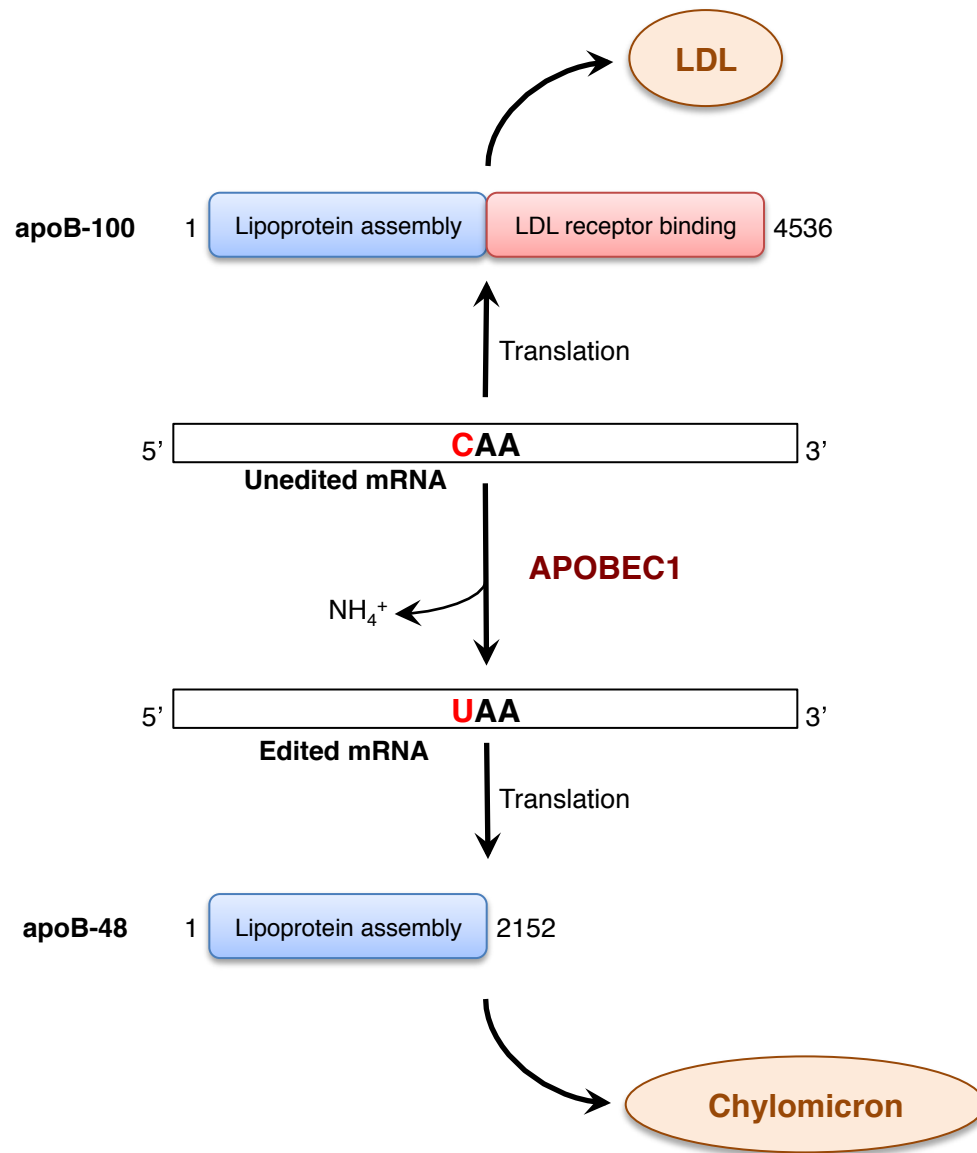 LDL
apoB-100 1 Lipoprotein assembly LDL receptor binding 4536
Translation
5’ CAA 3’
Unedited mRNA
APOBEC1
NH₄⁺
5’ UAA 3’
Edited mRNA
Translation
apoB-48 1 Lipoprotein assembly 2152
Chylomicron